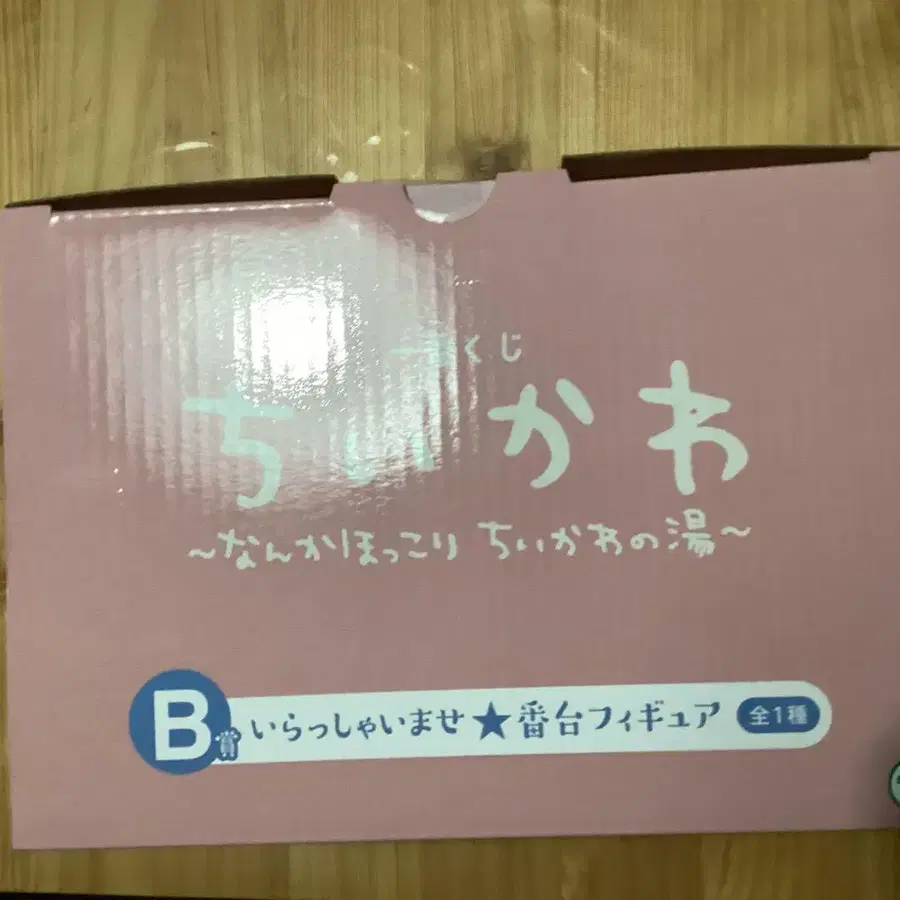 くじ
ちいかわ
～なんかほっこり ちいかわの湯～
B賞 いらっしゃいませ★番台フィギュア 全1種